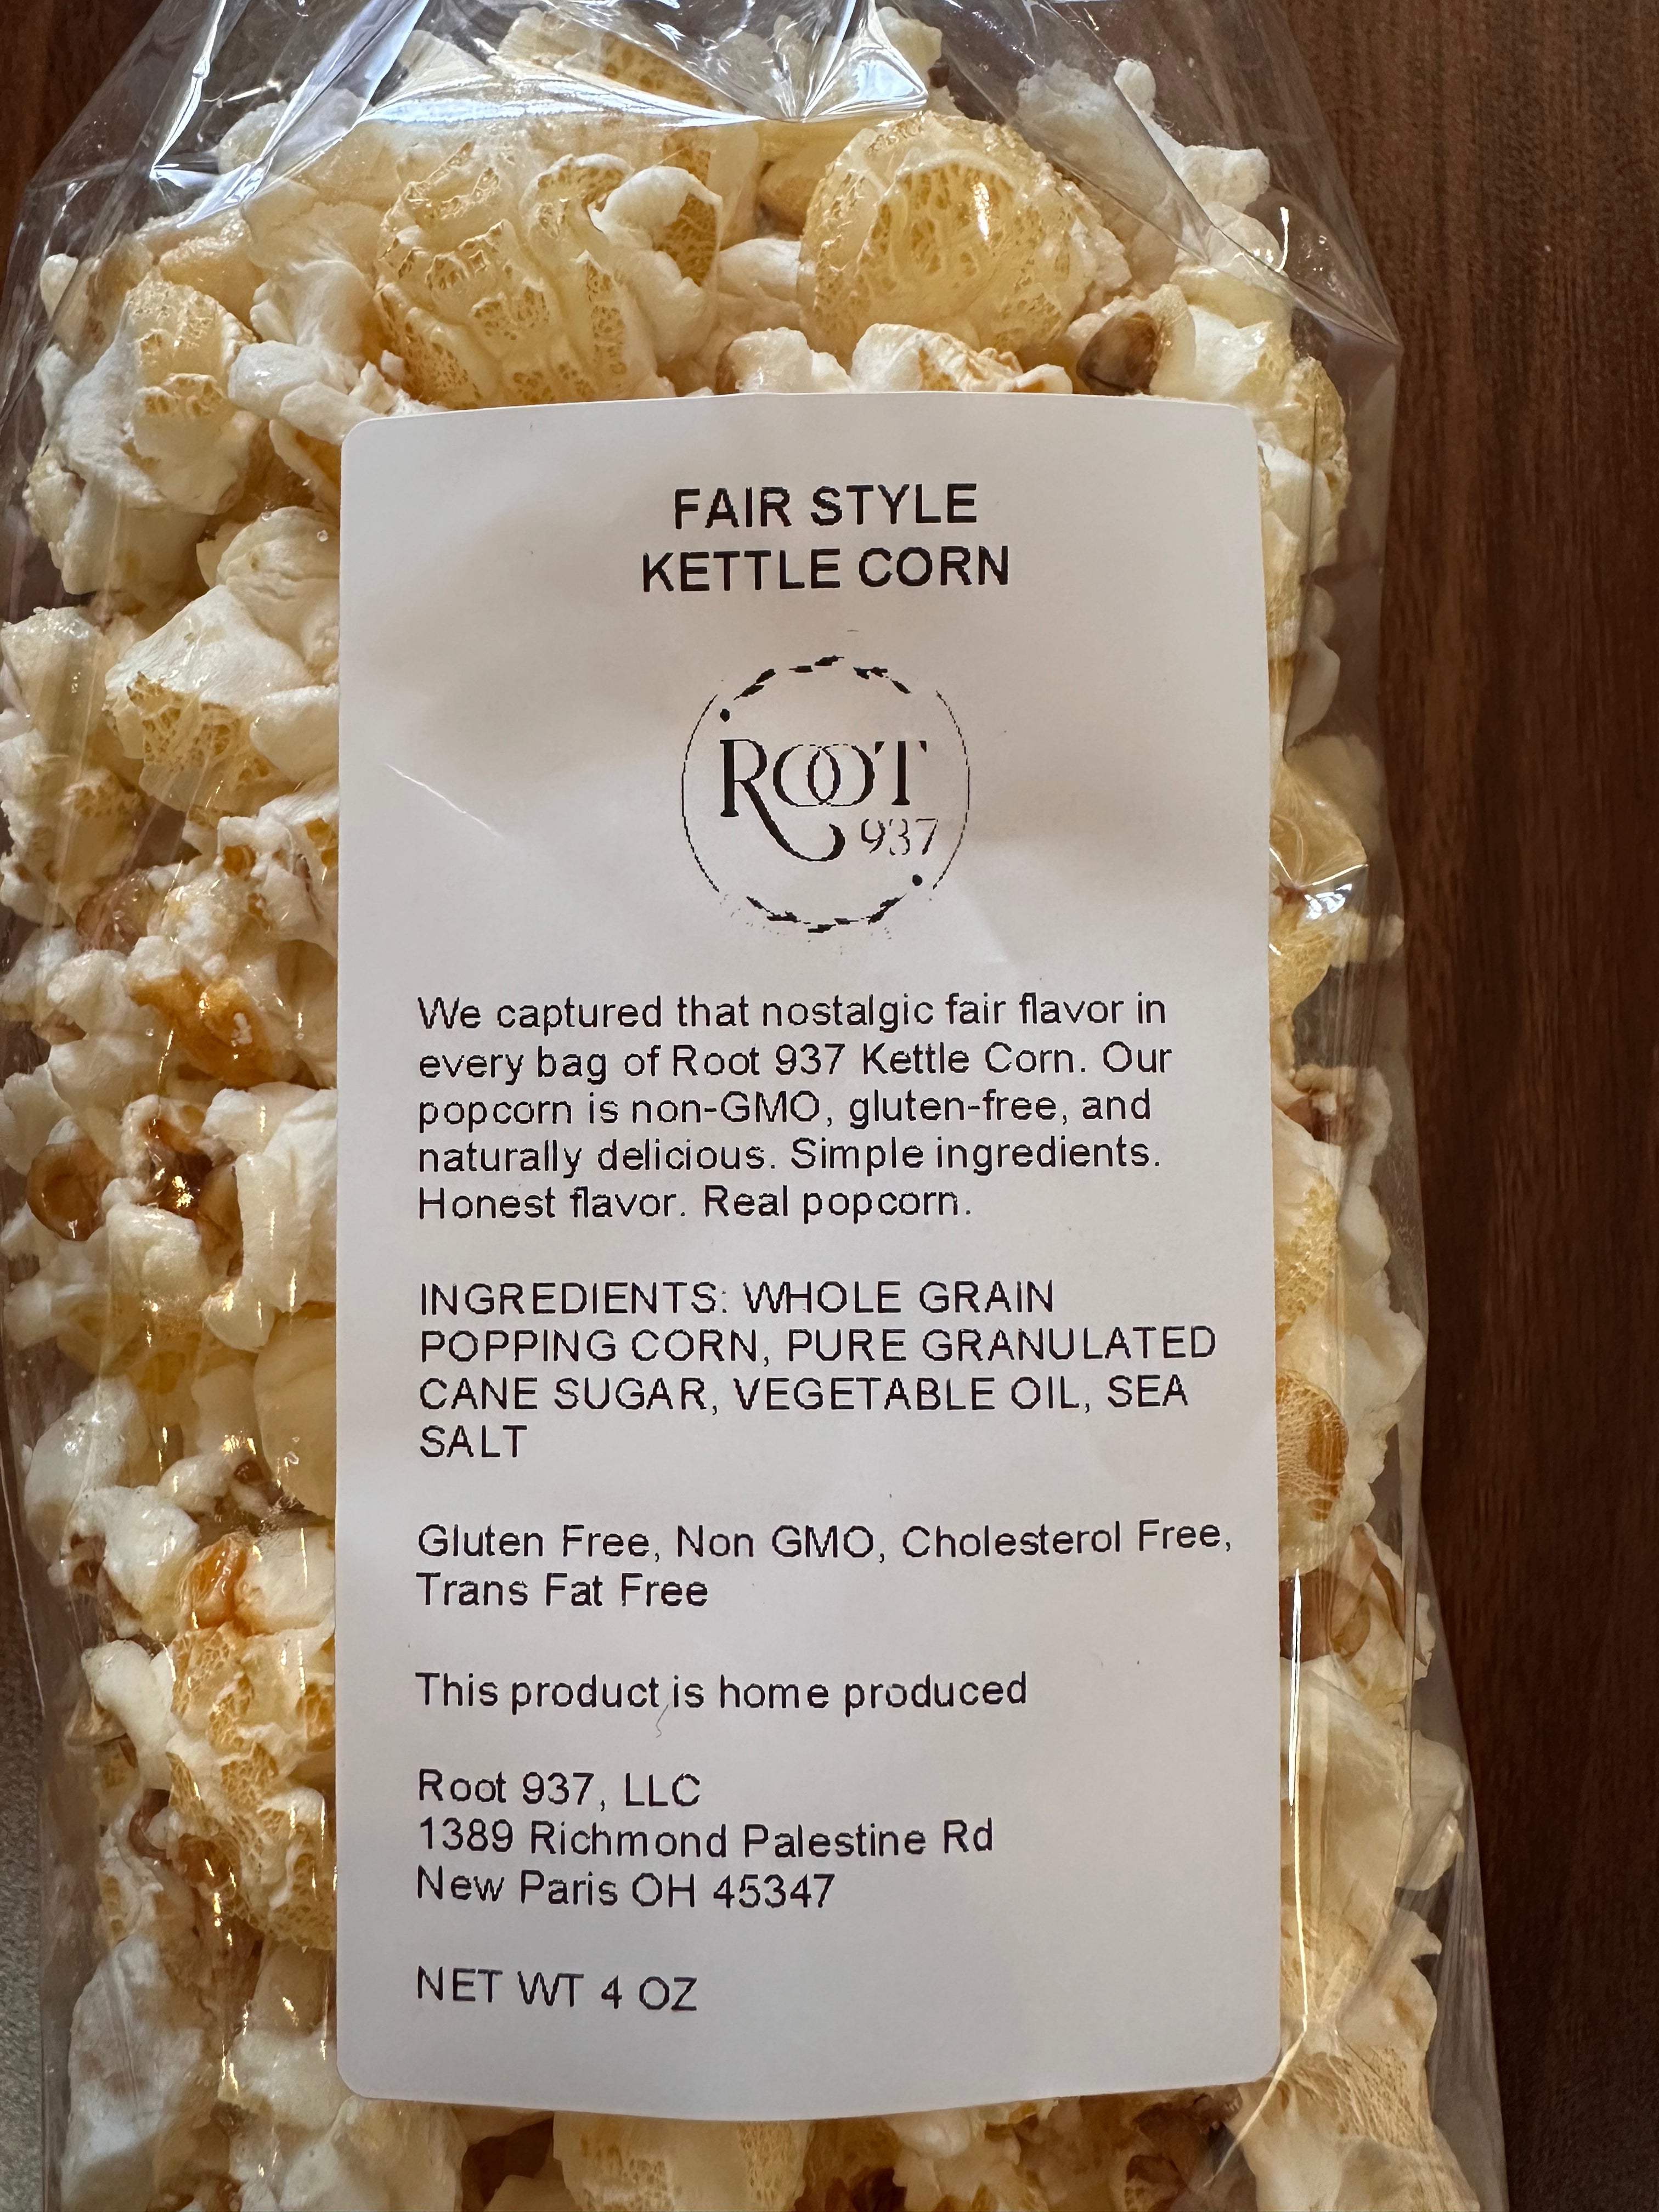 FAIR STYLE
KETTLE CORN
ROOT
937
We captured that nostalgic fair flavor in
every bag of Root 937 Kettle Corn. Our
popcorn is non-GMO, gluten-free, and
naturally delicious. Simple ingredients.
Honest flavor. Real popcorn.
INGREDIENTS: WHOLE GRAIN
POPPING CORN, PURE GRANULATED
CANE SUGAR, VEGETABLE OIL, SEA
SALT
Gluten Free, Non GMO, Cholesterol Free,
Trans Fat Free
This product is home produced
Root 937, LLC
1389 Richmond Palestine Rd
New Paris OH 45347
NET WT 4 OZ